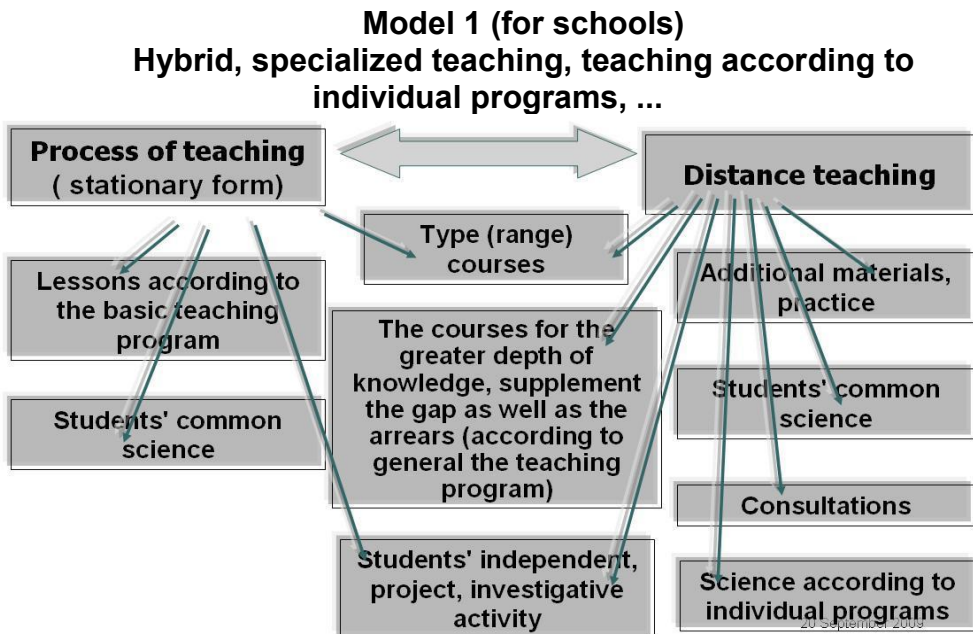 Model 1 (for schools)
Hybrid, specialized teaching, teaching according to
individual programs, ...
Process of teaching
( stationary form)
Distance teaching
Type (range)
courses
Lessons according to
the basic teaching
program
Additional materials,
practice
The courses for the
greater depth of
knowledge, supplement
the gap as well as the
arrears (according to
general the teaching
program)
Students' common
science
Students' common
science
Consultations
Students' independent,
project, investigative
activity
Science according to
individual programs
20 September 2009